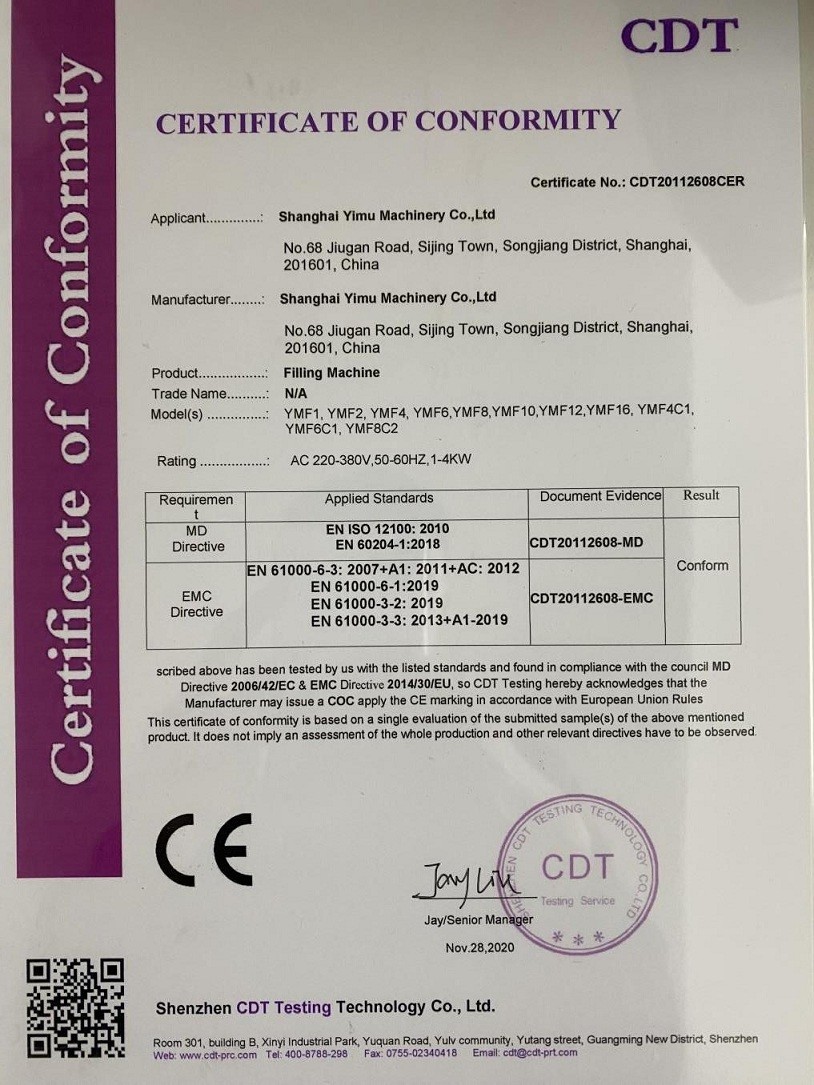 CDT
Certificate of Conformity
CERTIFICATE OF CONFORMITY
Certificate No.: CDT20112608CER
Applicant..............: Shanghai Yimu Machinery Co.,Ltd
No.68 Jiugan Road, Sijing Town, Songjiang District, Shanghai,
201601, China
Manufacturer........: Shanghai Yimu Machinery Co.,Ltd
No.68 Jiugan Road, Sijing Town, Songjiang District, Shanghai,
201601, China
Product.................: Filling Machine
Trade Name..........: N/A
Model(s) ...............: YMF1, YMF2, YMF4, YMF6,YMF8,YMF10,YMF12,YMF16, YMF4C1,
YMF6C1, YMF8C2
Rating .................: AC 220-380V,50-60HZ,1-4KW
Requiremen
t
Applied Standards
Document Evidence
Result
MD
Directive
EN ISO 12100: 2010
EN 60204-1:2018
CDT20112608-MD
Conform
EMC
Directive
EN 61000-6-3: 2007+A1: 2011+AC: 2012
EN 61000-6-1:2019
EN 61000-3-2: 2019
EN 61000-3-3: 2013+A1-2019
CDT20112608-EMC
scribed above has been tested by us with the listed standards and found in compliance with the council MD
Directive 2006/42/EC & EMC Directive 2014/30/EU, so CDT Testing hereby acknowledges that the
Manufacturer may issue a COC apply the CE marking in accordance with European Union Rules
This certificate of conformity is based on a single evaluation of the submitted sample(s) of the above mentioned
product. It does not imply an assessment of the whole production and other relevant directives have to be observed.
CE
SHENZHEN CDT TESTING TECHNOLOGY CO.,LTD
CDT
Testing Service
Jay/Senior Manager
Nov.28,2020
Shenzhen CDT Testing Technology Co., Ltd.
Room 301, building B, Xinyi Industrial Park, Yuquan Road, Yulv community, Yutang street, Guangming New District, Shenzhen
Web: www.cdt-prc.com Tel: 400-8788-298 Fax: 0755-02340418 Email: cdt@cdt-prt.com